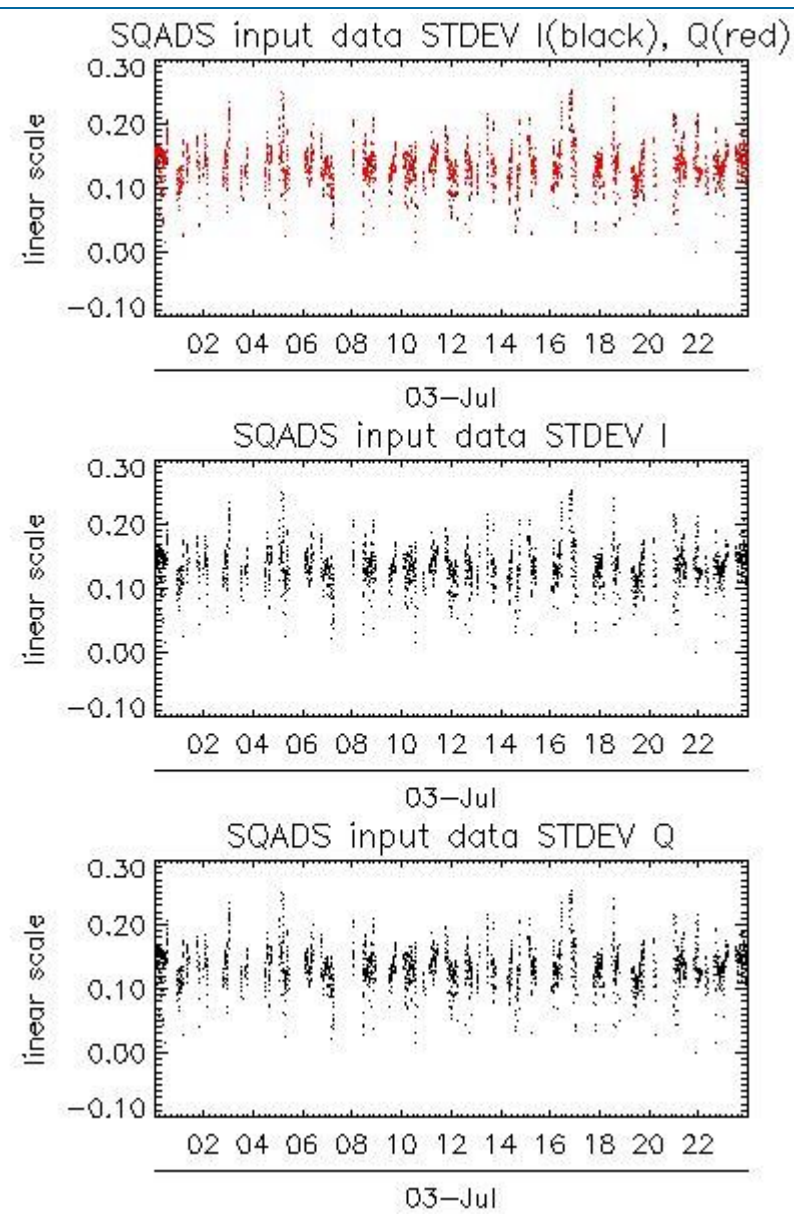 SQADS input data STDEV I(black), Q(red)
0.30
0.20
0.10
0.00
−0.10
linear scale
02 04 06 08 10 12 14 16 18 20 22
03−Jul
SQADS input data STDEV I
0.30
0.20
0.10
0.00
−0.10
linear scale
02 04 06 08 10 12 14 16 18 20 22
03−Jul
SQADS input data STDEV Q
0.30
0.20
0.10
0.00
−0.10
linear scale
02 04 06 08 10 12 14 16 18 20 22
03−Jul